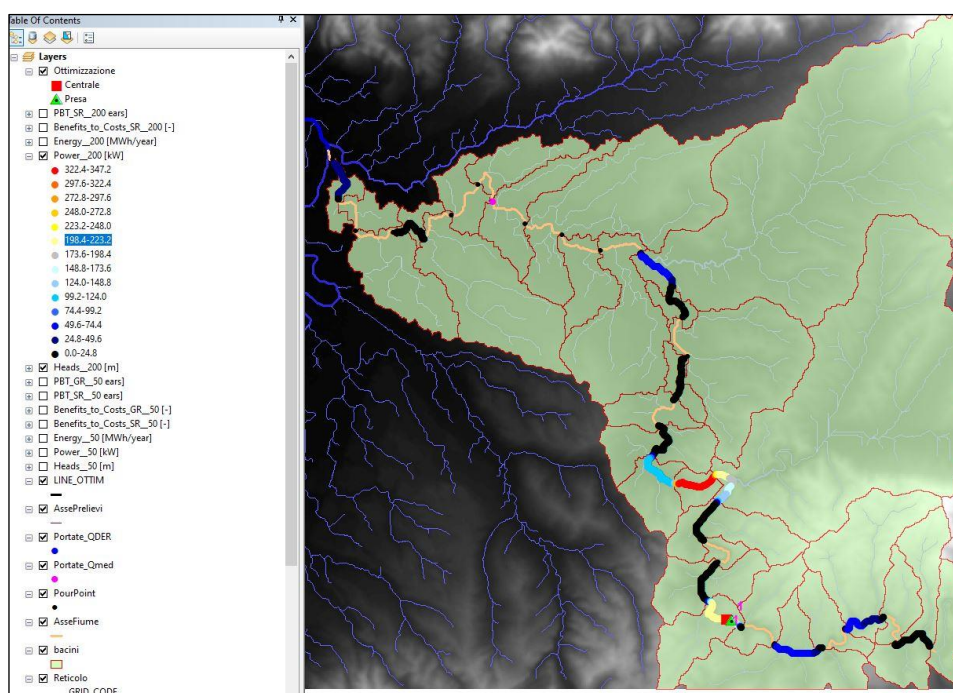 able Of Contents
Layers
Ottimizzazione
Centrale
Presa
PBT_SR__200 ears]
Benefits_to_Costs_SR__200 [-]
Energy__200 [MWh/year]
Power__200 [kW]
322.4-347.2
297.6-322.4
272.8-297.6
248.0-272.8
223.2-248.0
198.4-223.2
173.6-198.4
148.8-173.6
124.0-148.8
99.2-124.0
74.4-99.2
49.6-74.4
24.8-49.6
0.0-24.8
Heads__200 [m]
PBT_GR__50 ears]
PBT_SR__50 ears]
Benefits_to_Costs_GR__50 [-]
Benefits_to_Costs_SR__50 [-]
Energy__50 [MWh/year]
Power__50 [kW]
Heads__50 [m]
LINE_OTTIM
AssePrelievi
Portate_QDER
Portate_Qmed
PourPoint
AsseFiume
bacini
Reticolo
GRID_CODE